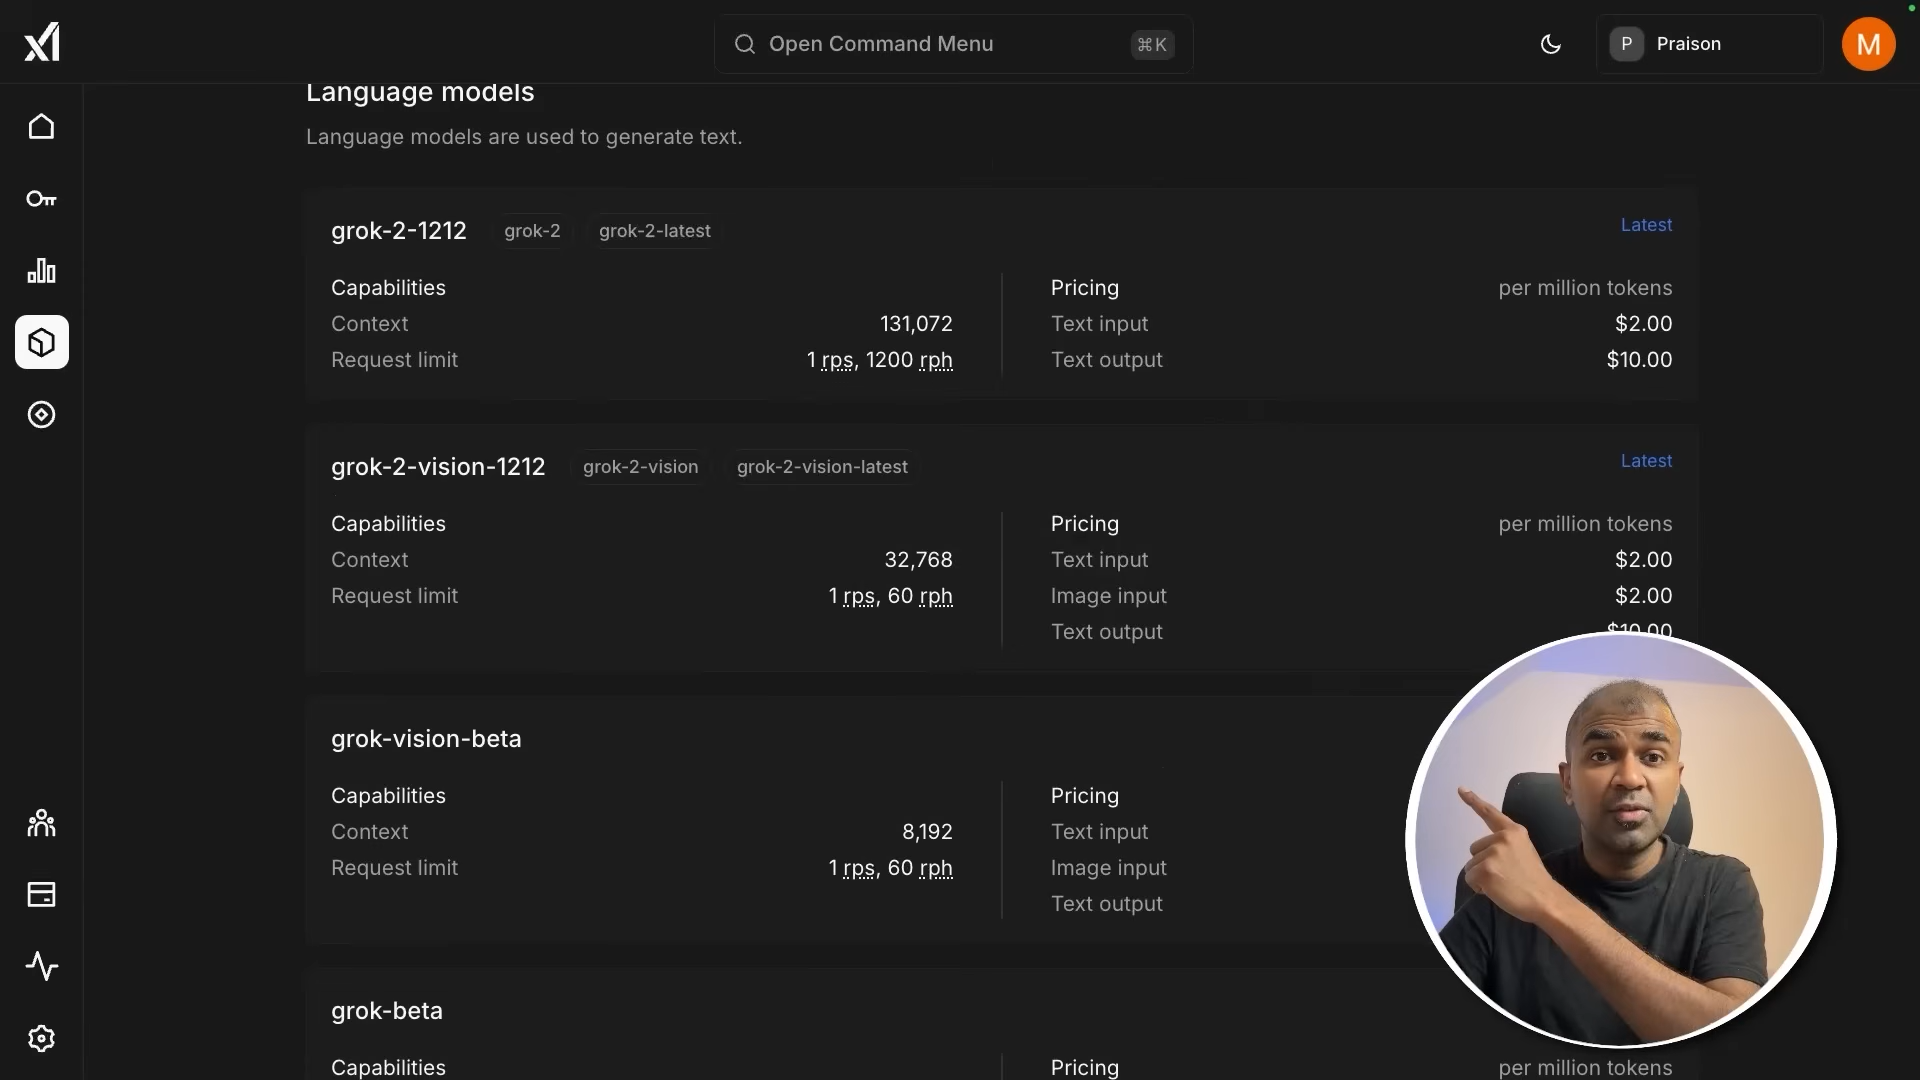 xI
Open Command Menu
⌘K
P
Praison
M
Language models
Language models are used to generate text.
grok-2-1212
grok-2
grok-2-latest
Latest
Capabilities
Pricing
per million tokens
Context
131,072
Text input
$2.00
Request limit
1 rps, 1200 rph
Text output
$10.00
grok-2-vision-1212
grok-2-vision
grok-2-vision-latest
Latest
Capabilities
Pricing
per million tokens
Context
32,768
Text input
$2.00
Request limit
1 rps, 60 rph
Image input
$2.00
Text output
$10.00
grok-vision-beta
Capabilities
Pricing
Context
8,192
Text input
Request limit
1 rps, 60 rph
Image input
Text output
grok-beta
Capabilities
Pricing
per million tokens